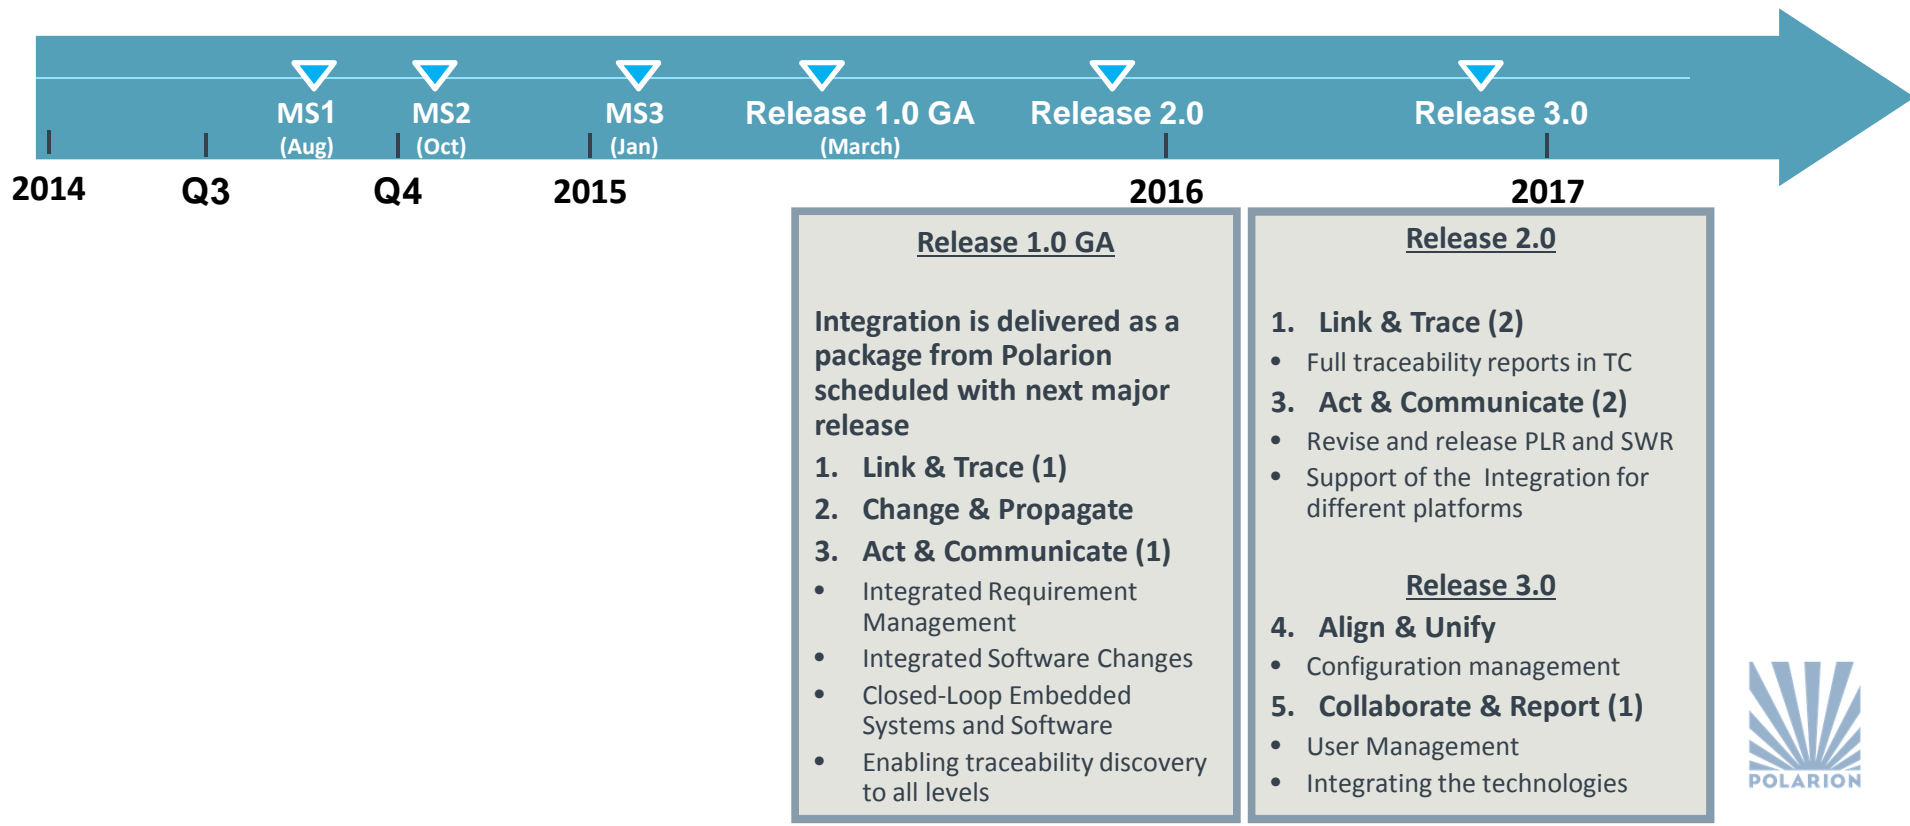 MS1
(Aug)
MS2
(Oct)
MS3
(Jan)
Release 1.0 GA
(March)
Release 2.0
Release 3.0
2014
Q3
Q4
2015
2016
2017
Release 1.0 GA
Integration is delivered as a
package from Polarion
scheduled with next major
release
1. Link & Trace (1)
2. Change & Propagate
3. Act & Communicate (1)
• Integrated Requirement
Management
• Integrated Software Changes
• Closed-Loop Embedded
Systems and Software
• Enabling traceability discovery
to all levels
Release 2.0
1. Link & Trace (2)
• Full traceability reports in TC
3. Act & Communicate (2)
• Revise and release PLR and SWR
• Support of the Integration for
different platforms
Release 3.0
4. Align & Unify
• Configuration management
5. Collaborate & Report (1)
• User Management
• Integrating the technologies
POLARION